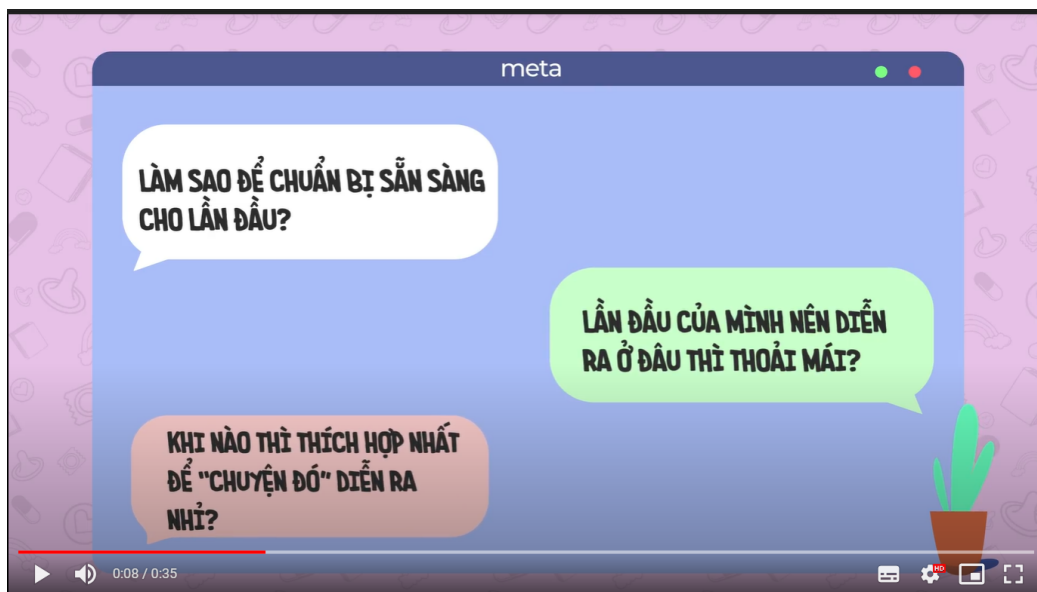 meta
LÀM SAO ĐỂ CHUẨN BỊ SẴN SÀNG
CHO LẦN ĐẦU?
LẦN ĐẦU CỦA MÌNH NÊN DIỄN
RA Ở ĐÂU THÌ THOẢI MÁI?
KHI NÀO THÌ THÍCH HỢP NHẤT
ĐỂ "CHUYỆN ĐÓ" DIỄN RA
NHỈ?
0:08 / 0:35
HD